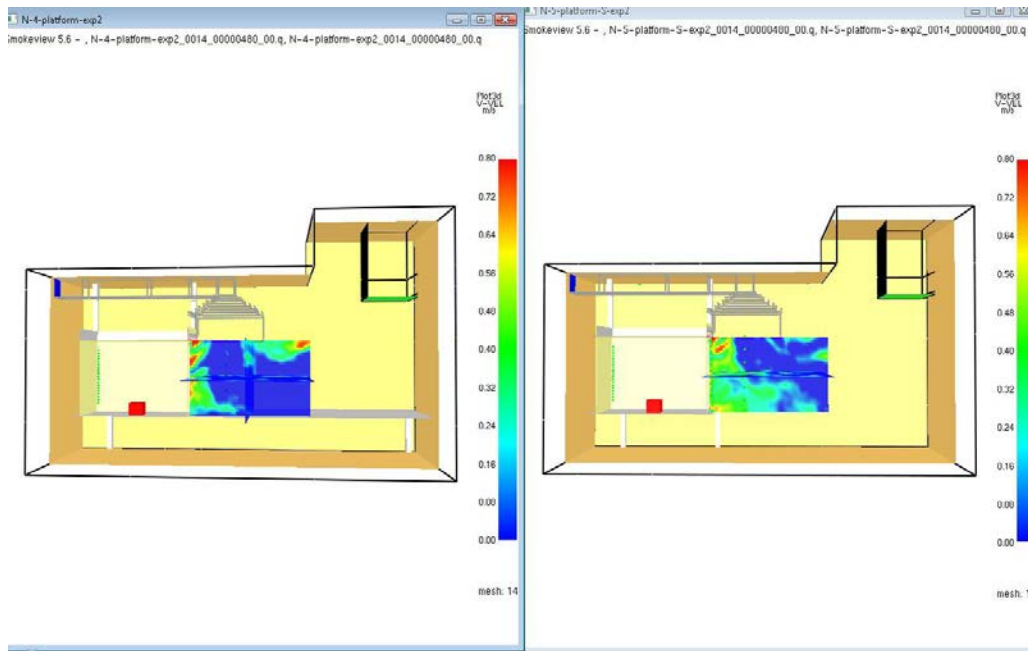 N-4-platform-exp2
Smokeview 5.6 - , N-4-platform-exp2_0014_00000480_00.q, N-4-platform-exp2_0014_00000480_00.q
Plot3d
V-VEL
m/s
0.80
0.72
0.64
0.56
0.48
0.40
0.32
0.24
0.16
0.08
0.00
mesh: 14
N-5-platform-S-exp2
Smokeview 5.6 - , N-5-platform-S-exp2_0014_00000480_00.q, N-5-platform-S-exp2_0014_00000480_00.q
Plot3d
V-VEL
m/s
0.80
0.72
0.64
0.56
0.48
0.40
0.32
0.24
0.16
0.08
0.00
mesh: 1